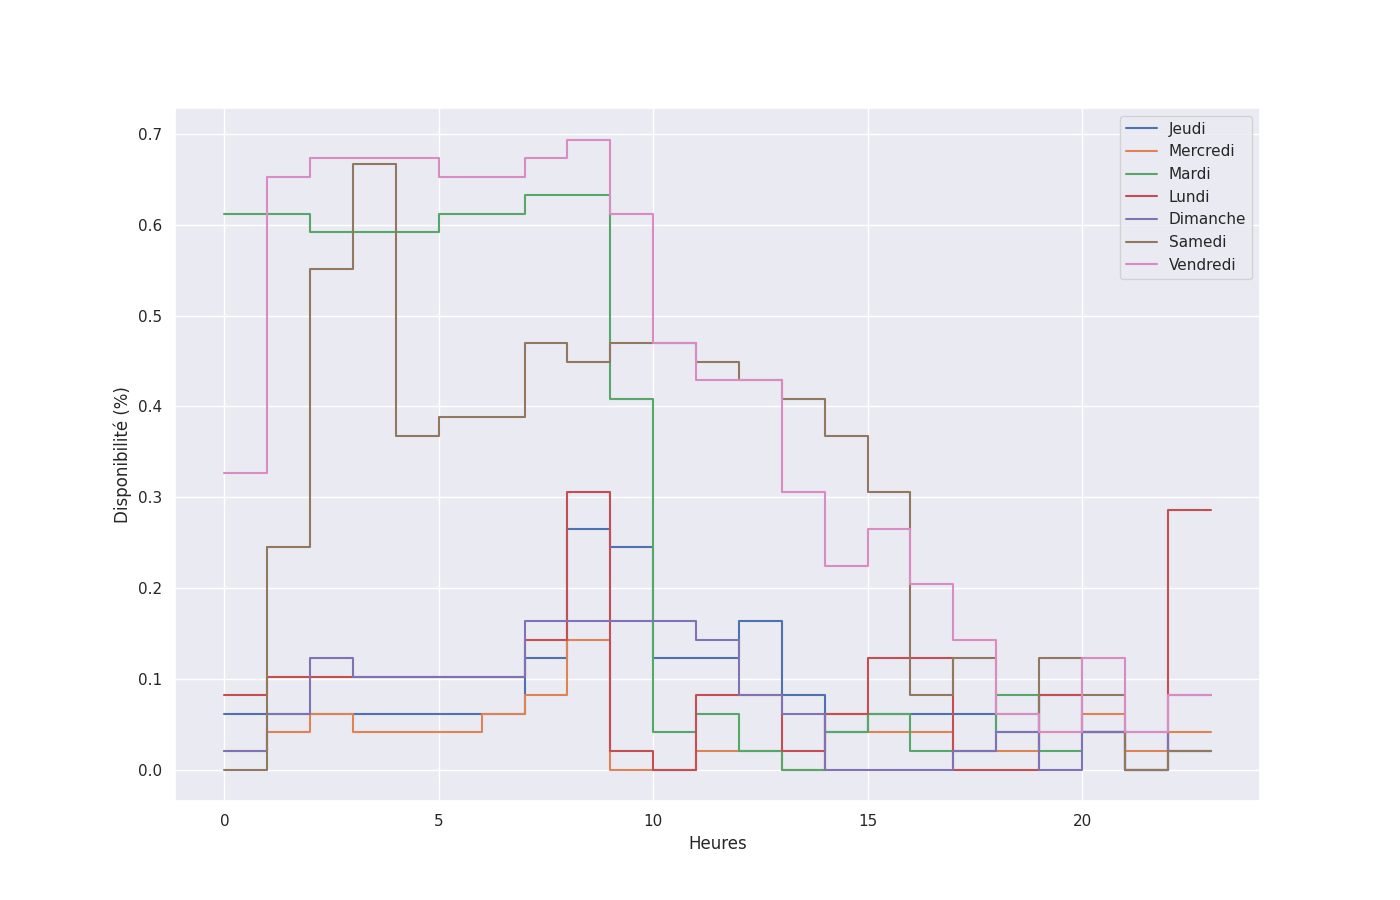 Disponibilité (%)
0.7
0.6
0.5
0.4
0.3
0.2
0.1
0.0
Jeudi
Mercredi
Mardi
Lundi
Dimanche
Samedi
Vendredi
0 5 10 15 20
Heures